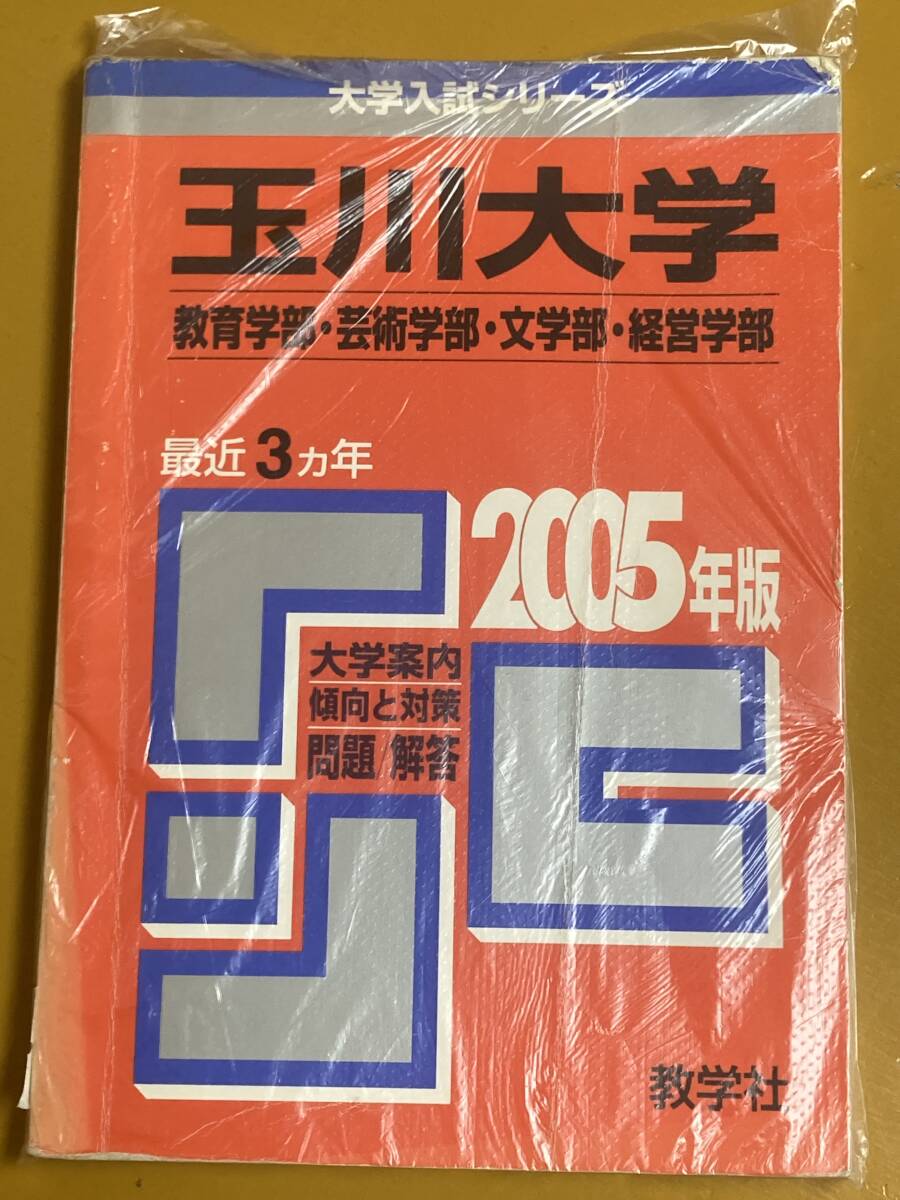 大学入試シリーズ
玉川大学
教育学部・芸術学部・文学部・経営学部
最近3ヵ年
2005年版
大学案内
傾向と対策
問題/解答
教学社